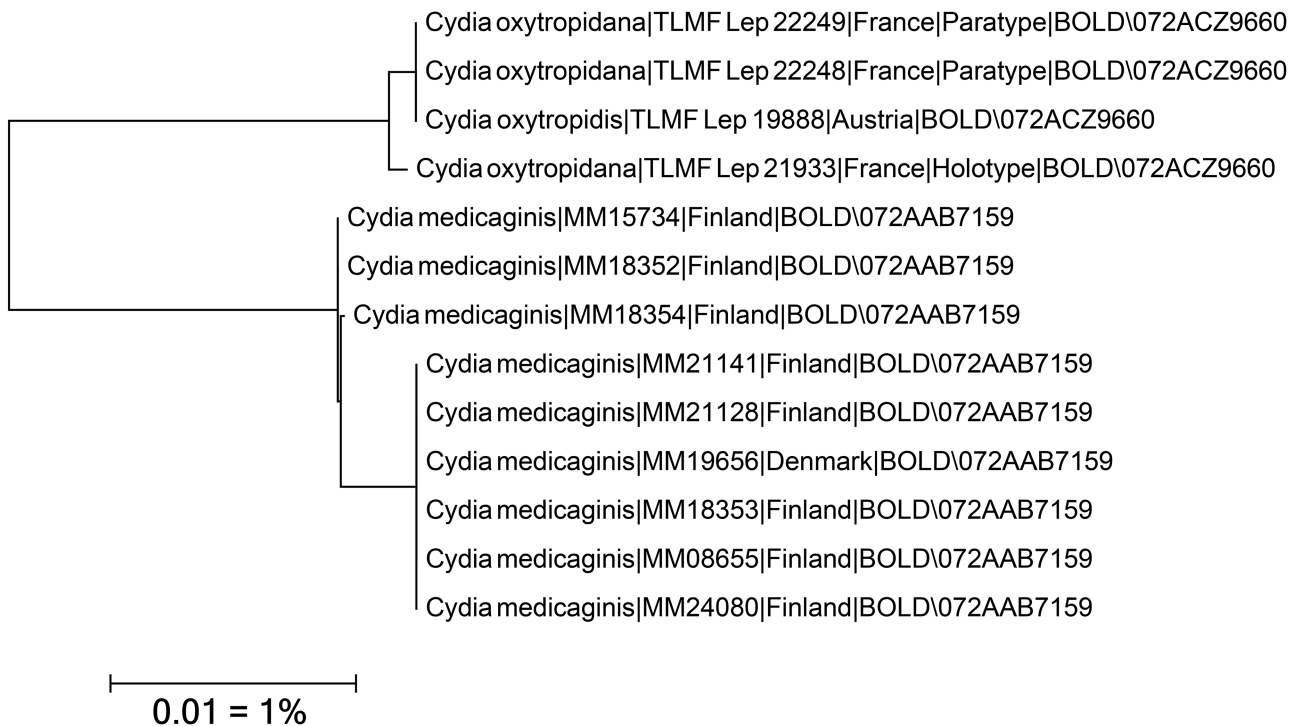 Cydia oxytropidana|TLMF Lep 22249|France|Paratype|BOLD\072ACZ9660
Cydia oxytropidana|TLMF Lep 22248|France|Paratype|BOLD\072ACZ9660
Cydia oxytropidis|TLMF Lep 19888|Austria|BOLD\072ACZ9660
Cydia oxytropidana|TLMF Lep 21933|France|Holotype|BOLD\072ACZ9660
Cydia medicaginis|MM15734|Finland|BOLD\072AAB7159
Cydia medicaginis|MM18352|Finland|BOLD\072AAB7159
Cydia medicaginis|MM18354|Finland|BOLD\072AAB7159
Cydia medicaginis|MM21141|Finland|BOLD\072AAB7159
Cydia medicaginis|MM21128|Finland|BOLD\072AAB7159
Cydia medicaginis|MM19656|Denmark|BOLD\072AAB7159
Cydia medicaginis|MM18353|Finland|BOLD\072AAB7159
Cydia medicaginis|MM08655|Finland|BOLD\072AAB7159
Cydia medicaginis|MM24080|Finland|BOLD\072AAB7159
0.01 = 1%